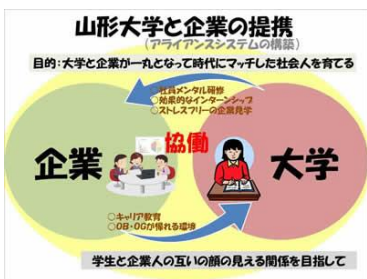 山形大学と企業の提携
(アライアンスシステムの構築)
目的:大学と企業が一丸となって時代にマッチした社会人を育てる
○社員メンタル研修
○効果的なインターンシップ
○ストレスフリーの企業見学
協働
企業
大学
○キャリア教育
○OB・OGが帰れる環境
学生と企業人の互いの顔の見える関係を目指して